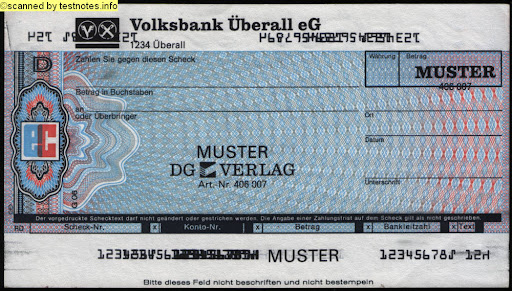 ©scanned by testnotes.info
Volksbank Überall eG
1234 Überall
Zahlen Sie gegen diesen Scheck
Währung
Betrag
MUSTER
406 007
D
Betrag in Buchstaben
an
oder Überbringer
Ort
Datum
MUSTER
DG VERLAG
Art.-Nr. 406 007
Unterschrift
Der vorgedruckte Schecktext darf nicht geändert oder gestrichen werden. Die Angabe einer Zahlungsfrist auf dem Scheck gilt als nicht geschrieben.
Scheck-Nr.
x
Konto-Nr.
x
Betrag
x
Bankleitzahl
x
Text
MUSTER
12345678
12H
Bitte dieses Feld nicht beschriften und nicht bestempeln.